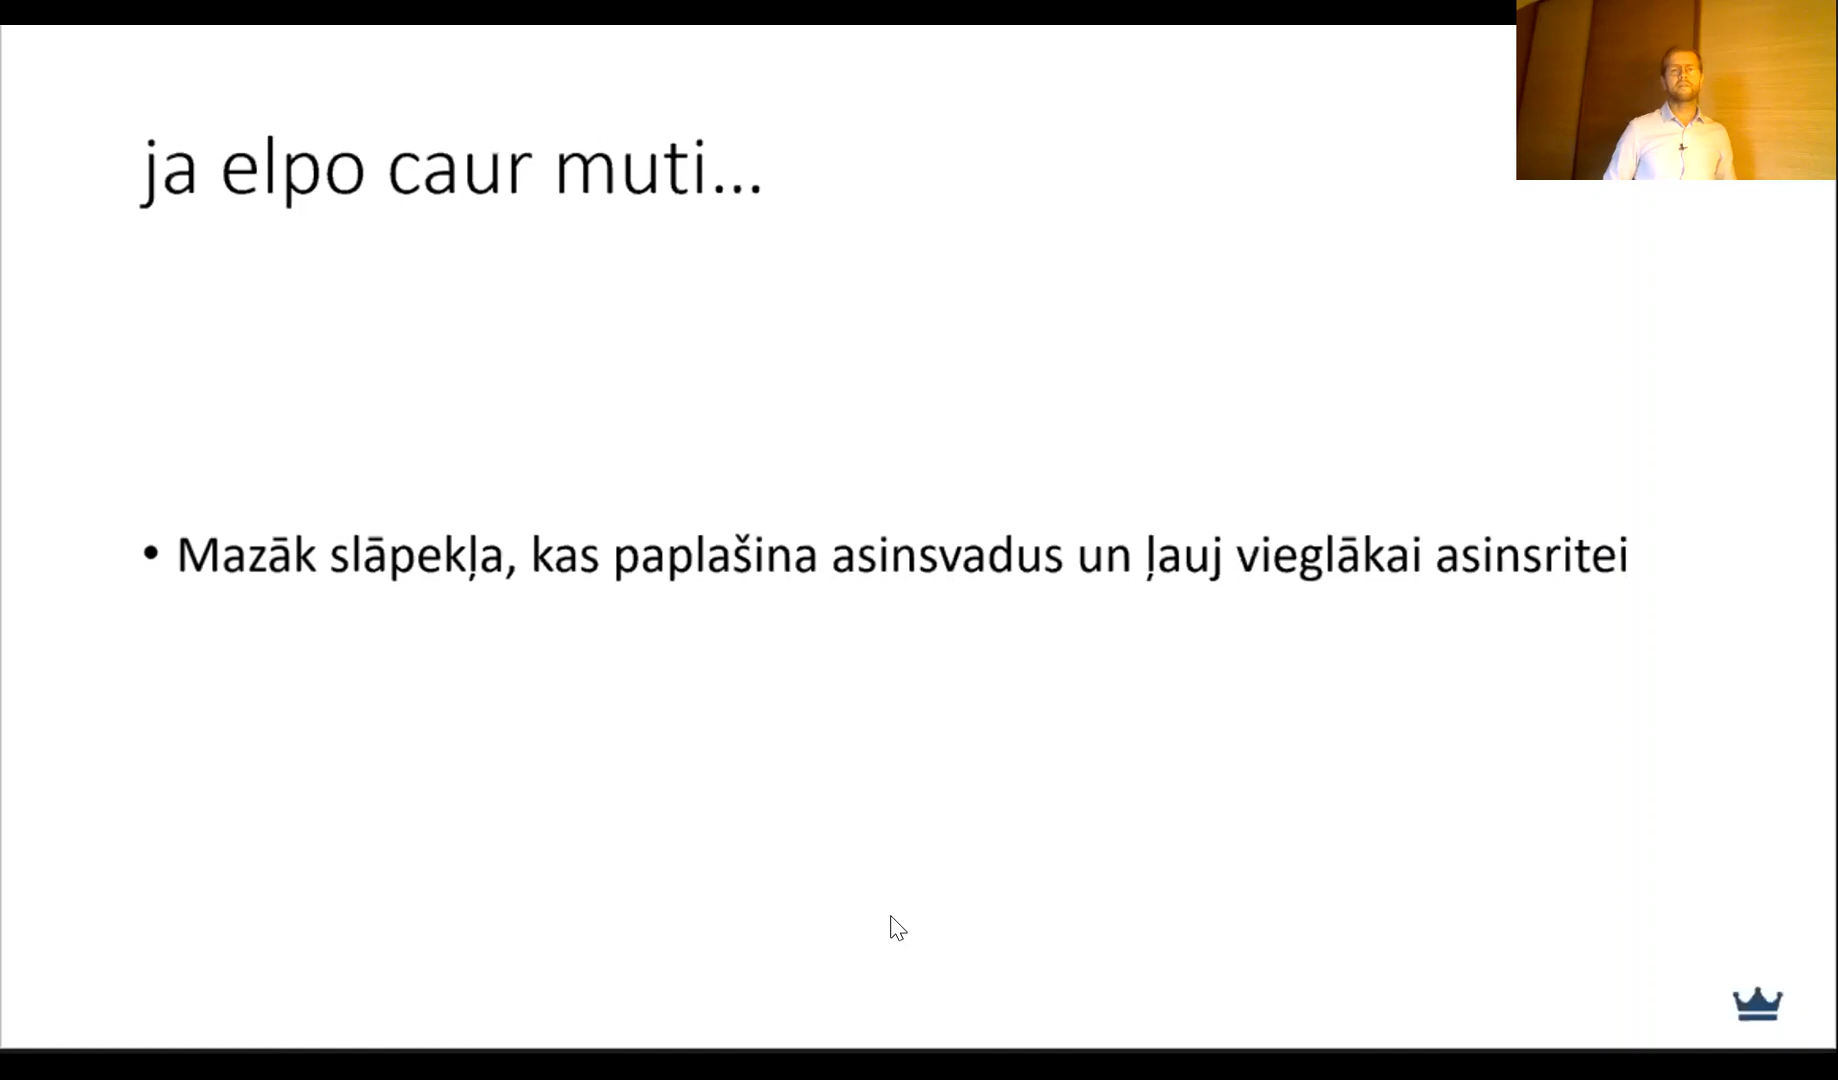 ja elpo caur muti...
• Mazāk slāpekļa, kas paplašina asinsvadus un ļauj vieglākai asinsritei